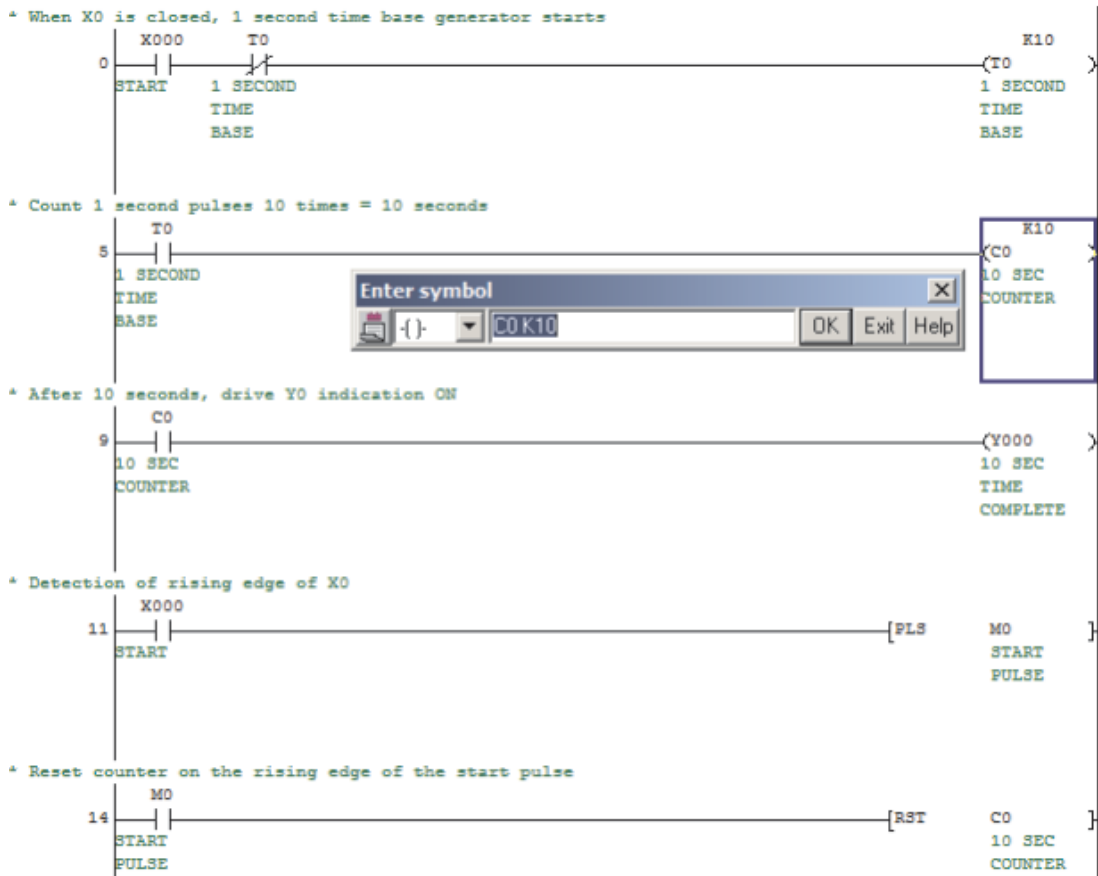 * When X0 is closed, 1 second time base generator starts
X000 T0 K10
0 (T0 )
START 1 SECOND 1 SECOND
TIME TIME
BASE BASE
* Count 1 second pulses 10 times = 10 seconds
T0 K10
5 (C0 )
1 SECOND 10 SEC
TIME COUNTER
BASE
Enter symbol
-( )- C0 K10 OK Exit Help
* After 10 seconds, drive Y0 indication ON
C0
9 (Y000 )
10 SEC 10 SEC
COUNTER TIME
COMPLETE
* Detection of rising edge of X0
X000
11 [PLS M0 ]
START START
PULSE
* Reset counter on the rising edge of the start pulse
M0
14 [RST C0 ]
START 10 SEC
PULSE COUNTER